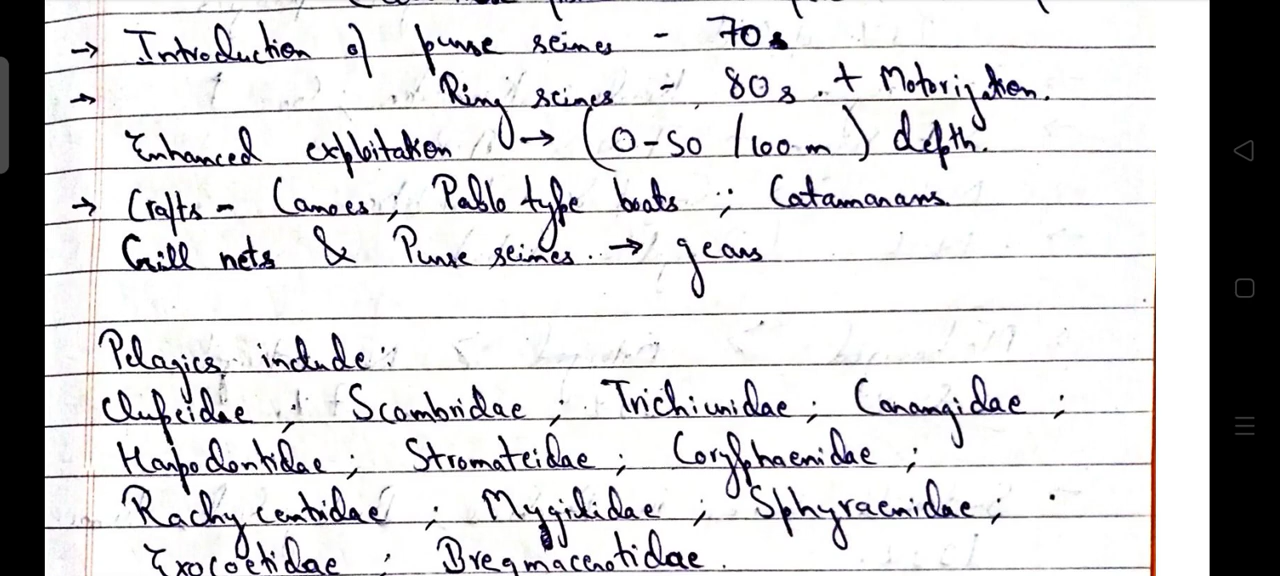 → Introduction of purse seines - 70s
→ Ring seines - 80s. + Motorization.
Enhanced exploitation → (0-50 /100 m) depth.
→ Crafts - Canoes; Pablo type boats; Catamarans.
Gill nets & Purse seines. → gears
Pelagics include:
Clupeidae; Scombridae; Trichiuridae; Carangidae;
Harpodontidae; Stromateidae; Coryphaenidae;
Rachycentridae; Mygilidae; Sphyraenidae;
Exocoetidae; Bregmacerotidae.